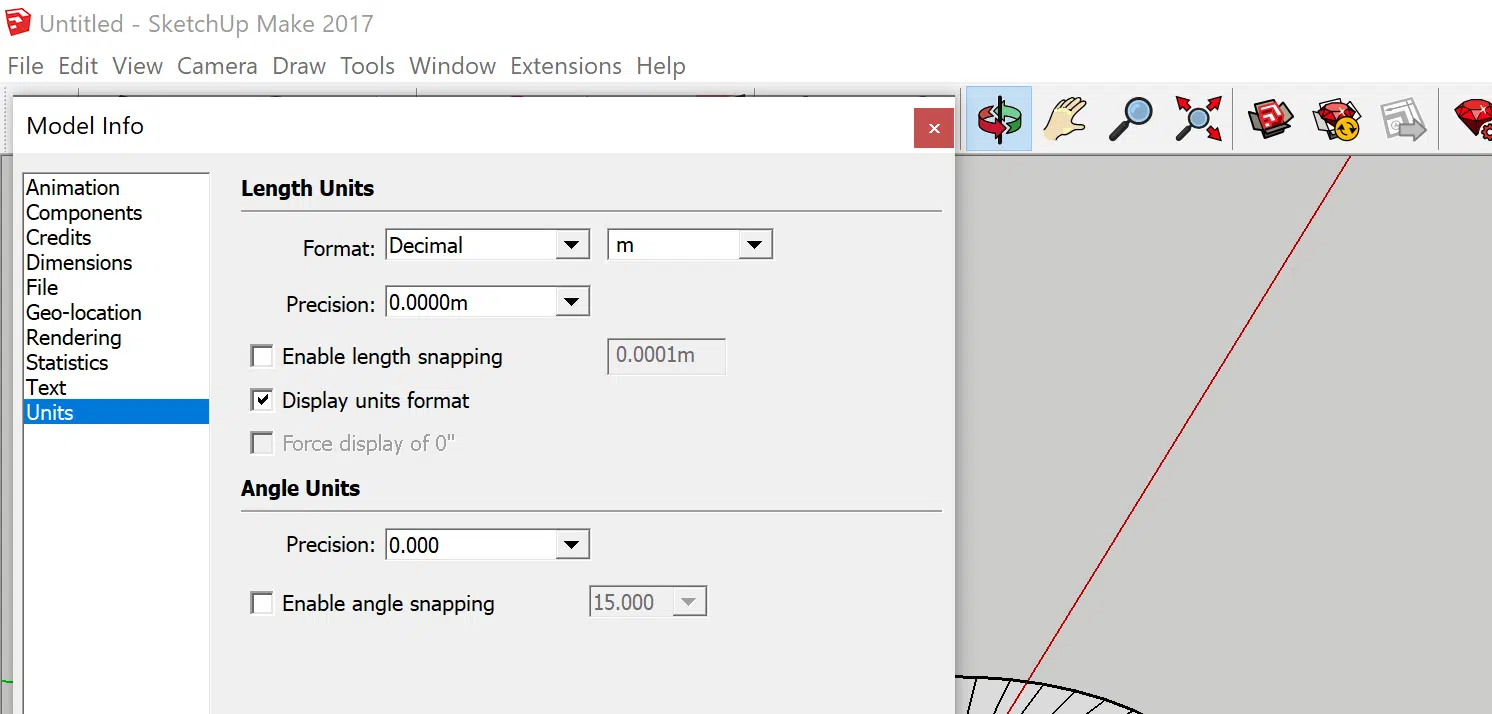 Untitled - SketchUp Make 2017
File Edit View Camera Draw Tools Window Extensions Help
Model Info
Animation
Components
Credits
Dimensions
File
Geo-location
Rendering
Statistics
Text
Units
Length Units
Format: Decimal m
Precision: 0.0000m
Enable length snapping 0.0001m
Display units format
Force display of 0"
Angle Units
Precision: 0.000
Enable angle snapping 15.000